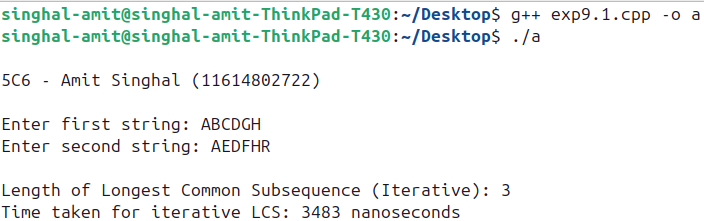 singhal-amit@singhal-amit-ThinkPad-T430:~/Desktop$ g++ exp9.1.cpp -o a
singhal-amit@singhal-amit-ThinkPad-T430:~/Desktop$ ./a
5C6 - Amit Singhal (11614802722)
Enter first string: ABCDGH
Enter second string: AEDFHR
Length of Longest Common Subsequence (Iterative): 3
Time taken for iterative LCS: 3483 nanoseconds